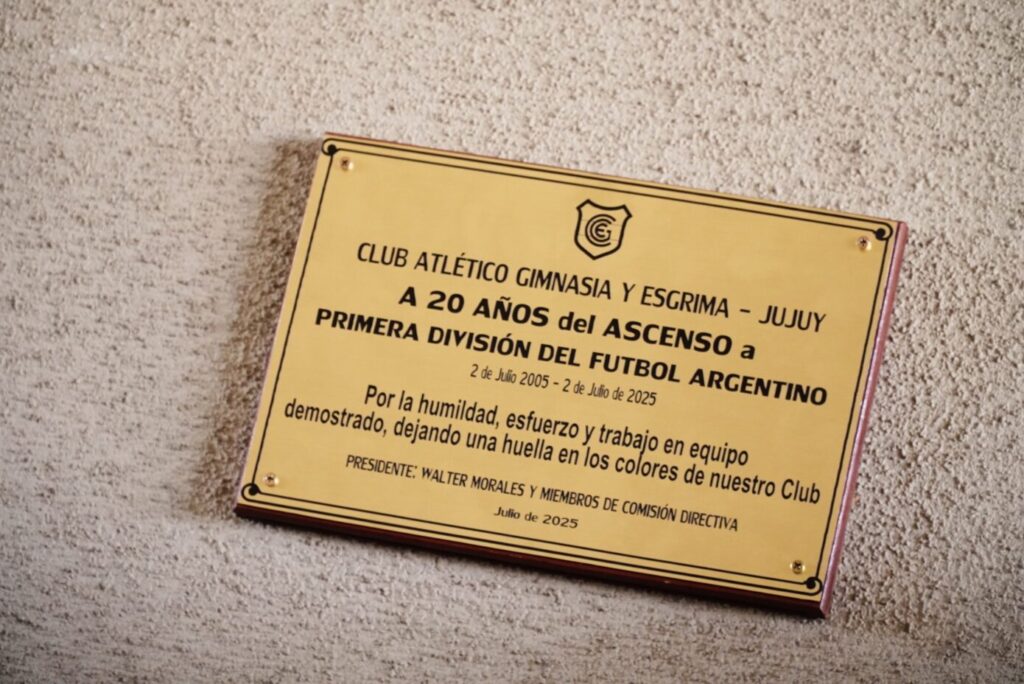 CLUB ATLÉTICO GIMNASIA Y ESGRIMA - JUJUY
A 20 AÑOS del ASCENSO a
PRIMERA DIVISIÓN DEL FUTBOL ARGENTINO
2 de Julio 2005 - 2 de Julio de 2025
Por la humildad, esfuerzo y trabajo en equipo
demostrado, dejando una huella en los colores de nuestro Club
PRESIDENTE: WALTER MORALES Y MIEMBROS DE COMISIÓN DIRECTIVA
Julio de 2025